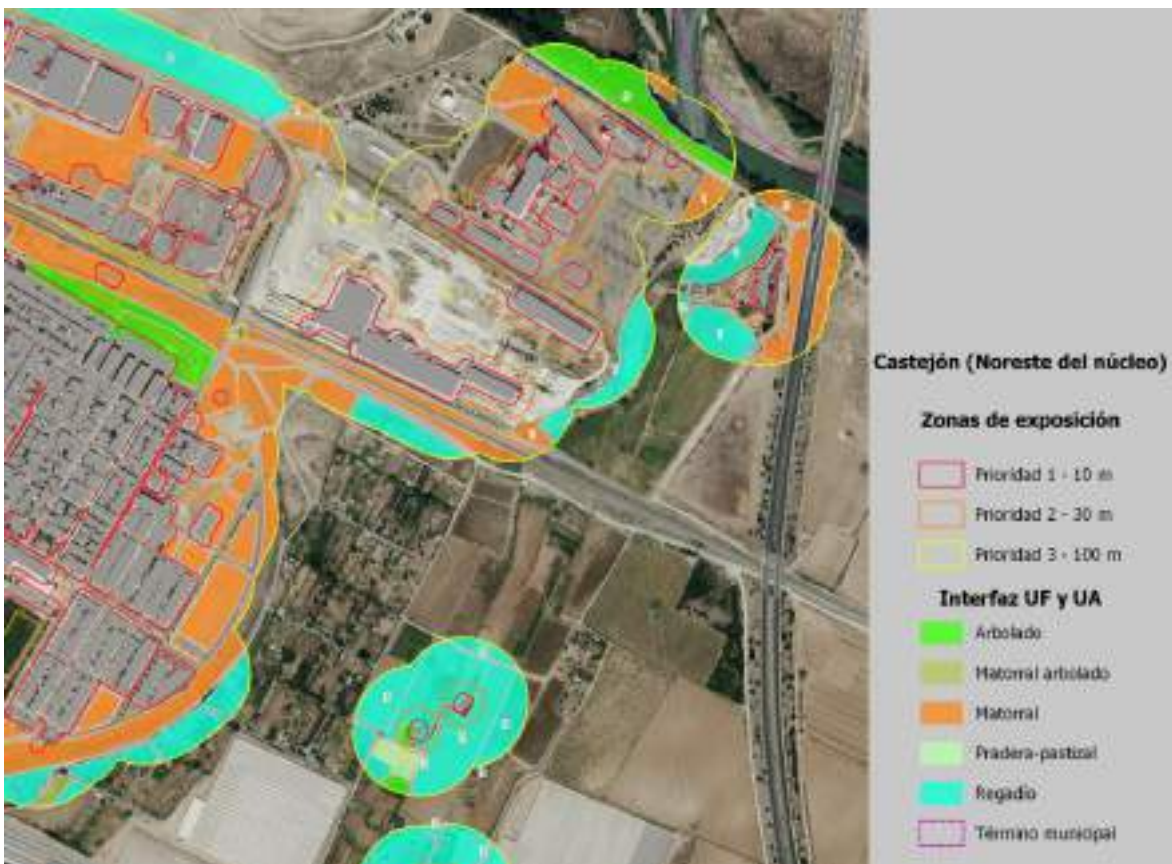 Castejón (Noreste del núcleo)
Zonas de exposición
Prioridad 1 - 10 m
Prioridad 2 - 30 m
Prioridad 3 - 100 m
Interfaz UF y UA
Arbolado
Matorral arbolado
Matorral
Pradera-pastizal
Regadío
Término municipal